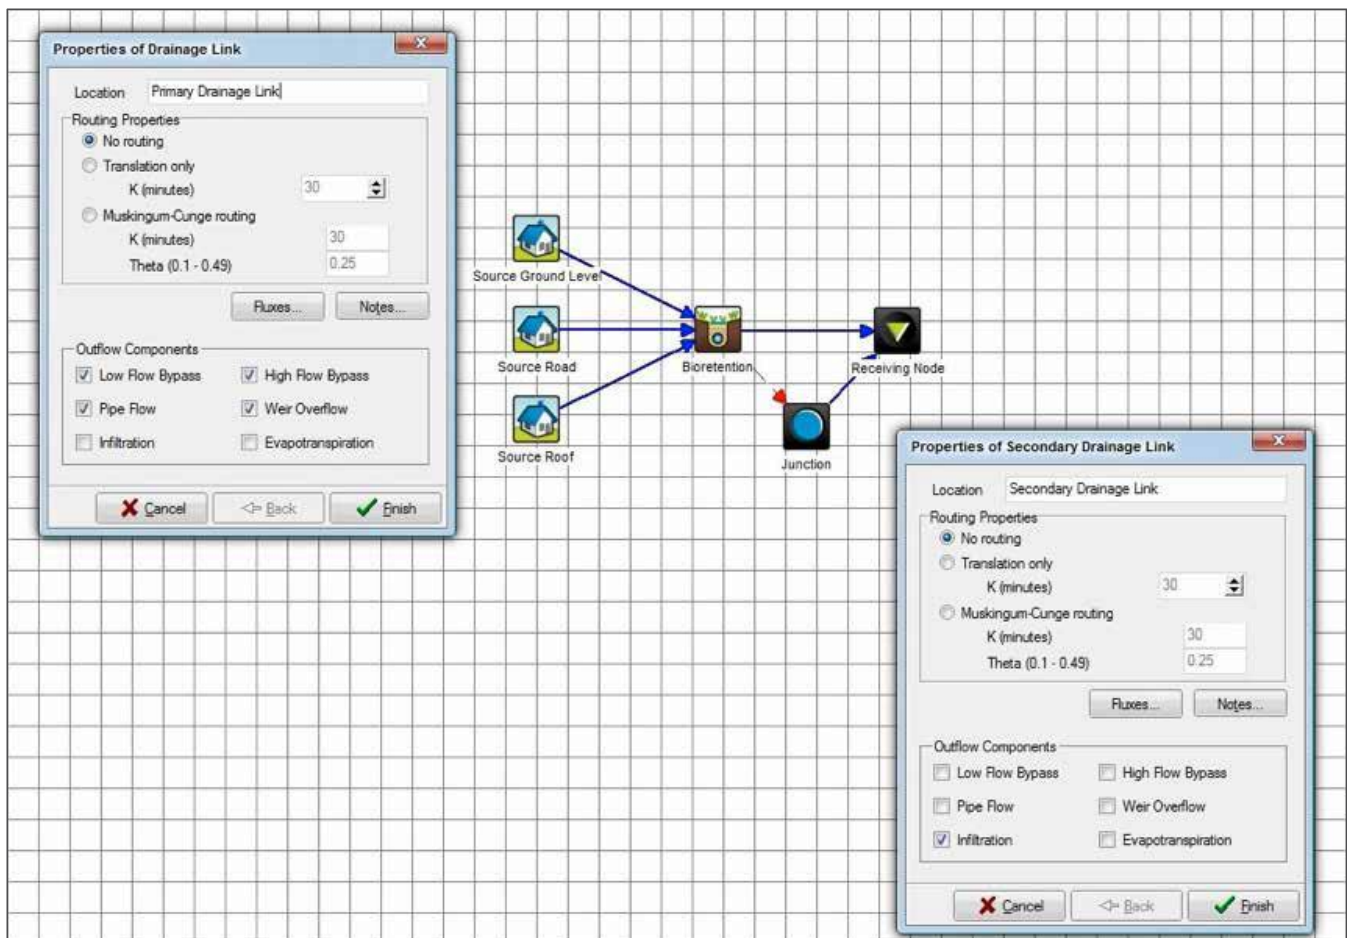 Properties of Drainage Link
Location Primary Drainage Link
Routing Properties
No routing
Translation only
K (minutes) 30
Muskingum-Cunge routing
K (minutes) 30
Theta (0.1 - 0.49) 0.25
Fluxes... Notes...
Outflow Components
Low Flow Bypass High Flow Bypass
Pipe Flow Weir Overflow
Infiltration Evapotranspiration
Cancel Back Finish
Source Ground Level
Source Road Bioretention Receiving Node
Source Roof Junction
Properties of Secondary Drainage Link
Location Secondary Drainage Link
Routing Properties
No routing
Translation only
K (minutes) 30
Muskingum-Cunge routing
K (minutes) 30
Theta (0.1 - 0.49) 0.25
Fluxes... Notes...
Outflow Components
Low Flow Bypass High Flow Bypass
Pipe Flow Weir Overflow
Infiltration Evapotranspiration
Cancel Back Finish